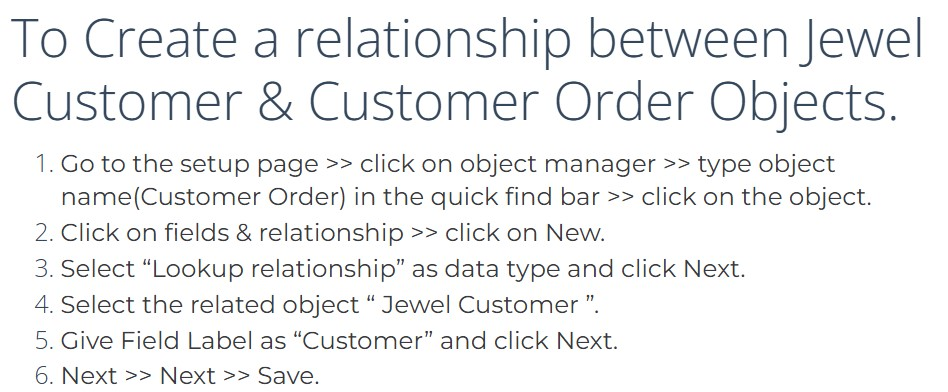 To Create a relationship between Jewel
Customer & Customer Order Objects.
1. Go to the setup page >> click on object manager >> type object
name(Customer Order) in the quick find bar >> click on the object.
2. Click on fields & relationship >> click on New.
3. Select “Lookup relationship” as data type and click Next.
4. Select the related object “ Jewel Customer ”.
5. Give Field Label as “Customer” and click Next.
6. Next >> Next >> Save.